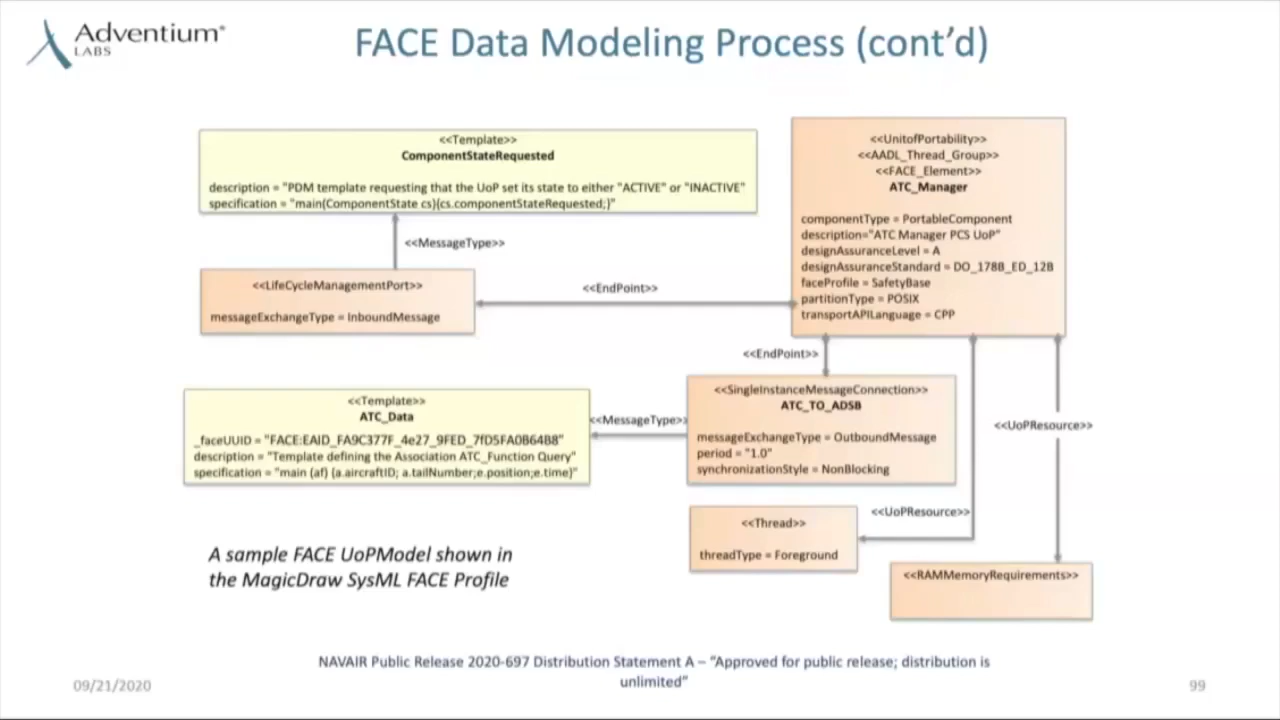 Adventium®
LABS
FACE Data Modeling Process (cont’d)
<<Template>>
ComponentStateRequested
description = "PDM template requesting that the UoP set its state to either "ACTIVE" or "INACTIVE"
specification = "main(ComponentState cs){cs.componentStateRequested;}"
<<MessageType>>
<<LifeCycleManagementPort>>
messageExchangeType = InboundMessage
<<EndPoint>>
<<UnitofPortability>>
<<AADL_Thread_Group>>
<<FACE_Element>>
ATC_Manager
componentType = PortableComponent
description="ATC Manager PCS UoP"
designAssuranceLevel = A
designAssuranceStandard = DO_178B_ED_12B
faceProfile = SafetyBase
partitionType = POSIX
transportAPILanguage = CPP
<<EndPoint>>
<<SingleInstanceMessageConnection>>
ATC_TO_ADSB
messageExchangeType = OutboundMessage
period = "1.0"
synchronizationStyle = NonBlocking
<<MessageType>>
<<Template>>
ATC_Data
_faceUUID = "FACE:EAID_FA9C377F_4e27_9FED_7fD5FA0B64B8"
description = "Template defining the Association ATC_Function Query"
specification = "main (af) (a.aircraftID; a.tailNumber;e.position;e.time)"
<<UoPResource>>
<<UoPResource>>
<<Thread>>
threadType = Foreground
<<RAMMemoryRequirements>>
A sample FACE UoPModel shown in
the MagicDraw SysML FACE Profile
NAVAIR Public Release 2020-697 Distribution Statement A – “Approved for public release; distribution is
unlimited”
09/21/2020
99